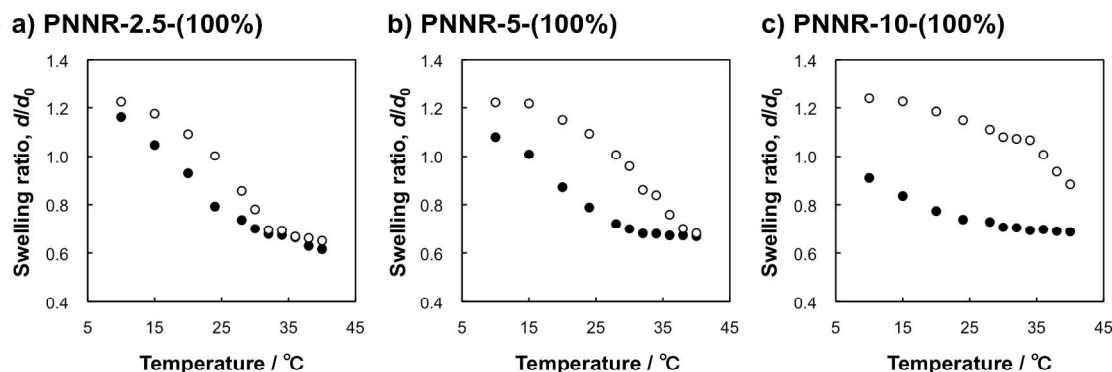 a) PNNR-2.5-(100%)
b) PNNR-5-(100%)
c) PNNR-10-(100%)
Swelling ratio, d/d0
1.4
1.2
1.0
0.8
0.6
0.4
5 15 25 35 45
Temperature / °C
Swelling ratio, d/d0
1.4
1.2
1.0
0.8
0.6
0.4
5 15 25 35 45
Temperature / °C
Swelling ratio, d/d0
1.4
1.2
1.0
0.8
0.6
0.4
5 15 25 35 45
Temperature / °C